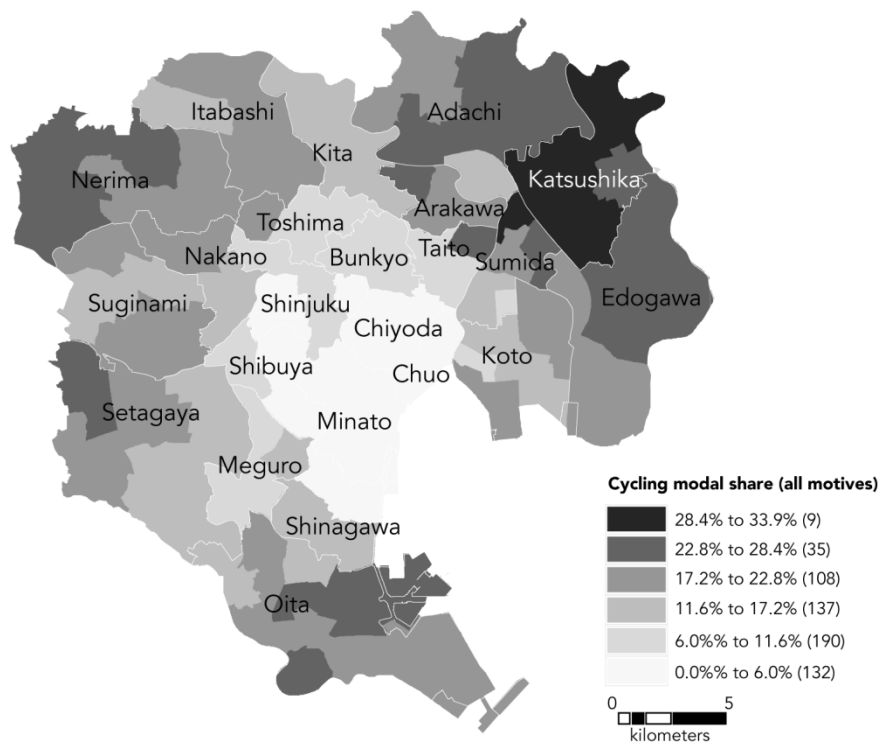 Itabashi
Adachi
Kita
Nerima
Katsushika
Arakawa
Toshima
Nakano
Bunkyo
Taito
Sumida
Suginami
Shinjuku
Edogawa
Chiyoda
Shibuya
Koto
Chuo
Setagaya
Minato
Meguro
Shinagawa
Oita
Cycling modal share (all motives)
28.4% to 33.9% (9)
22.8% to 28.4% (35)
17.2% to 22.8% (108)
11.6% to 17.2% (137)
6.0%% to 11.6% (190)
0.0%% to 6.0% (132)
0 5
kilometers